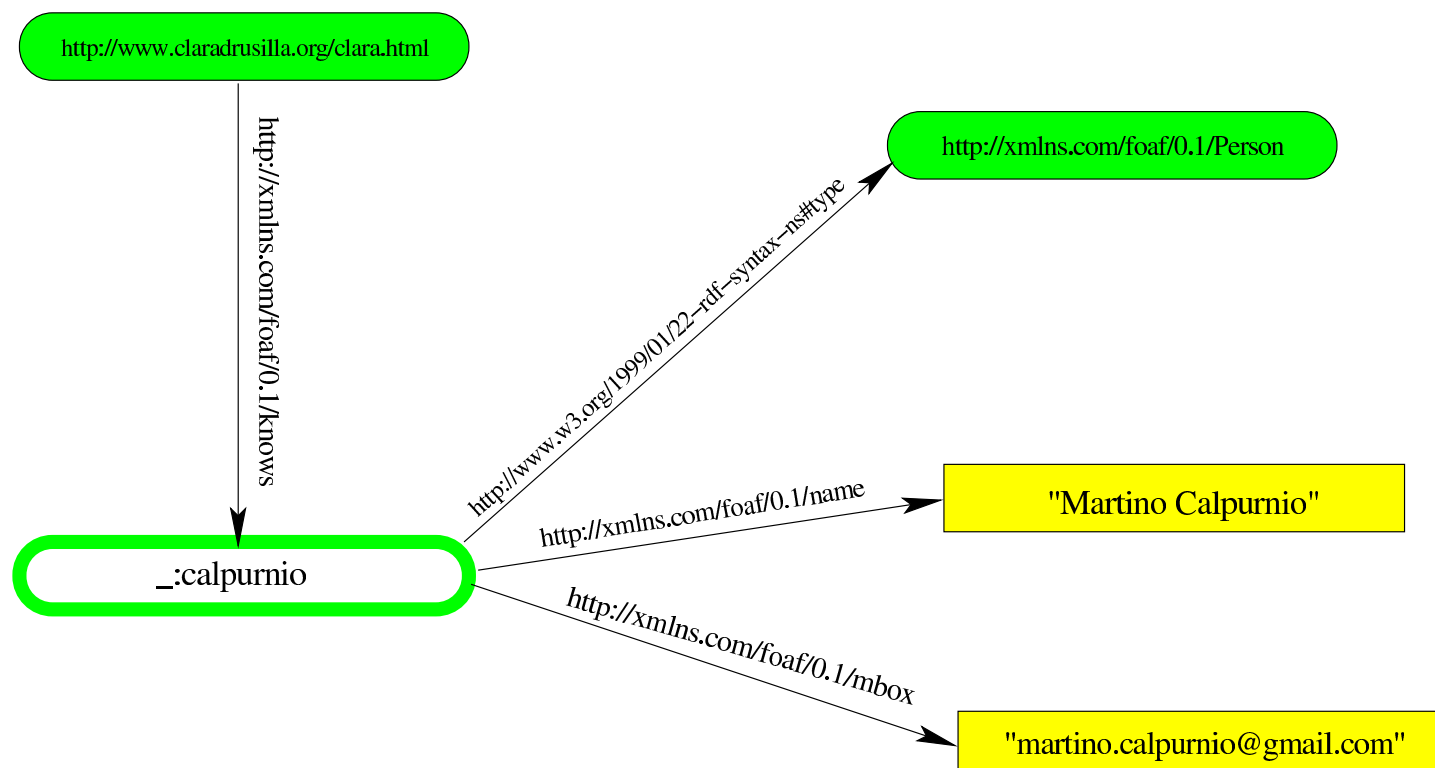 http://www.claradrusilla.org/clara.html
http://xmlns.com/foaf/0.1/Person
http://xmlns.com/foaf/0.1/knows
http://www.w3.org/1999/01/22-rdf-syntax-ns#type
http://xmlns.com/foaf/0.1/name
"Martino Calpurnio"
_:calpurnio
http://xmlns.com/foaf/0.1/mbox
"martino.calpurnio@gmail.com"